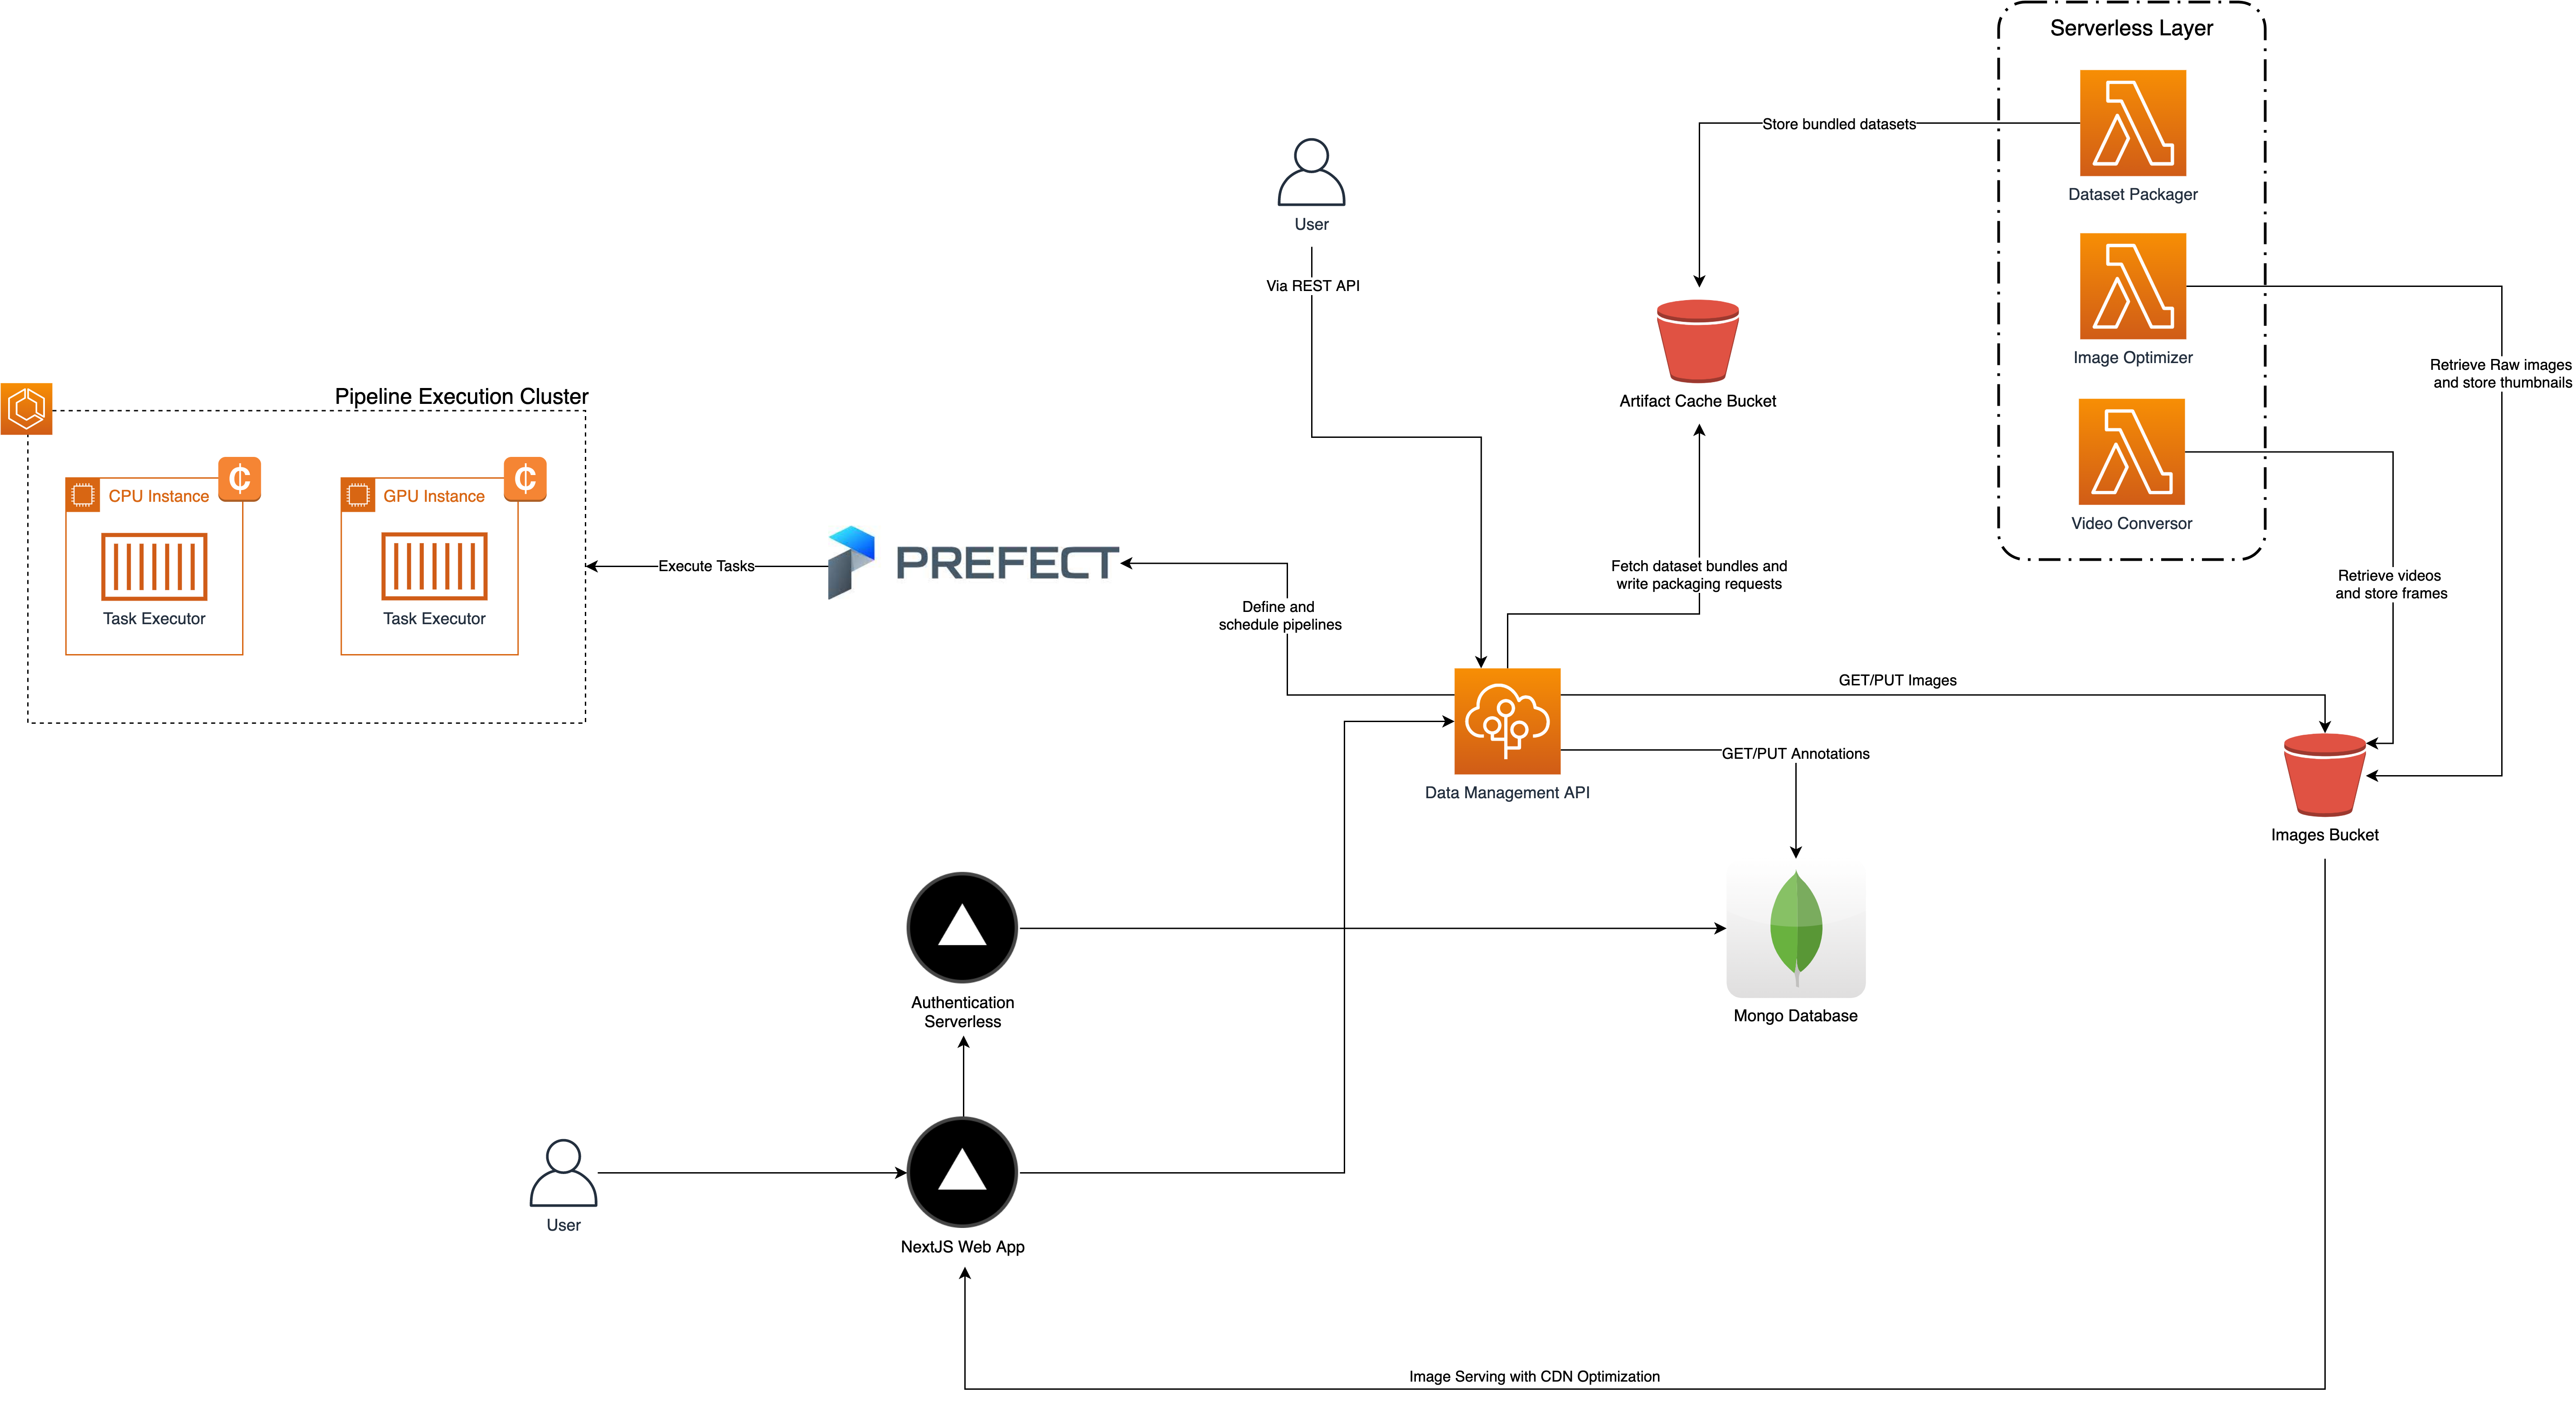 Serverless Layer
Store bundled datasets
Dataset Packager
User
Via REST API
Image Optimizer
Retrieve Raw images
and store thumbnails
Artifact Cache Bucket
Pipeline Execution Cluster
CPU Instance
GPU Instance
Task Executor
Task Executor
Video Conversor
Execute Tasks
PREFECT
Define and
schedule pipelines
Fetch dataset bundles and
write packaging requests
Retrieve videos
and store frames
GET/PUT Images
GET/PUT Annotations
Data Management API
Images Bucket
Authentication
Serverless
Mongo Database
User
NextJS Web App
Image Serving with CDN Optimization